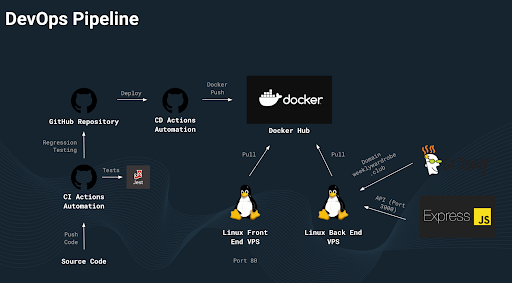 DevOps Pipeline
Deploy
Docker
Push
docker
GitHub Repository
CD Actions
Automation
Docker Hub
Regression
Testing
Tests
Jest
CI Actions
Automation
Pull
Pull
Domain
weeklywardrobe
club
API (Port
3000)
Express
JS
Push
Code
Linux Front
End VPS
Linux Back End
VPS
Source Code
Port 80